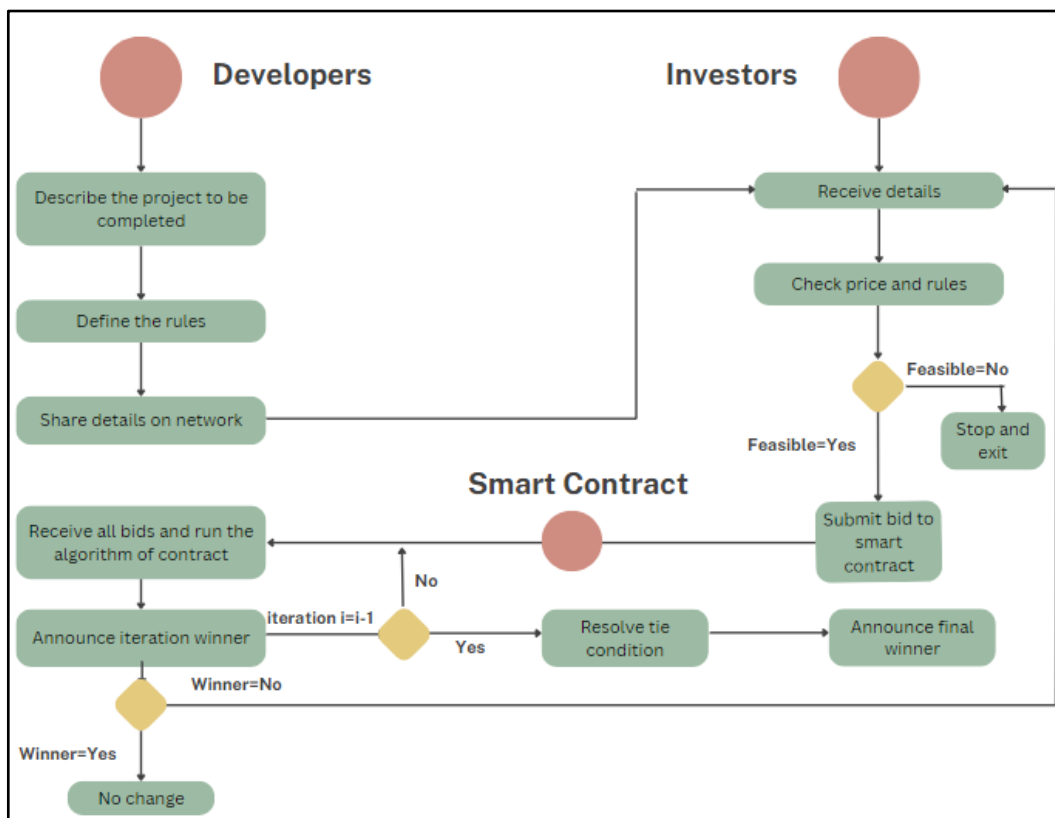 Developers
Investors
Describe the project to be
completed
Receive details
Define the rules
Check price and rules
Share details on network
Feasible=No
Stop and
exit
Feasible=Yes
Smart Contract
Receive all bids and run the
algorithm of contract
Submit bid to
smart
contract
No
Announce iteration winner
iteration i=i-1
Yes
Resolve tie
condition
Announce final
winner
Winner=No
Winner=Yes
No change